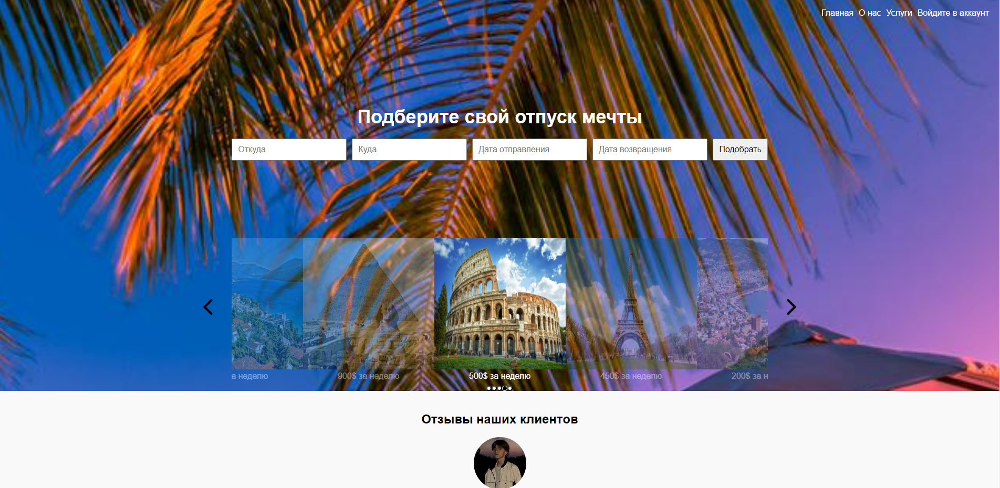 Главная О нас Услуги Войдите в аккаунт
Подберите свой отпуск мечты
Откуда Куда Дата отправления Дата возвращения Подобрать
а неделю 900$ за неделю 500$ за неделю 450$ за неделю 200$ за н
Отзывы наших клиентов